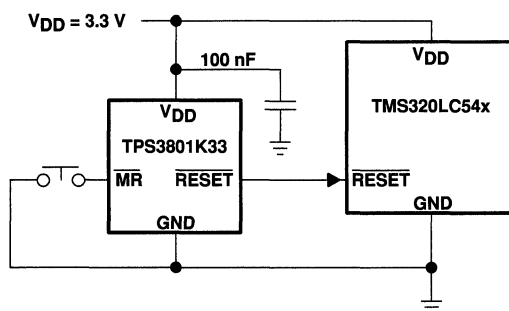 VDD = 3.3 V
100 nF
VDD
TPS3801K33
MR RESET
GND
VDD
TMS320LC54x
RESET
GND